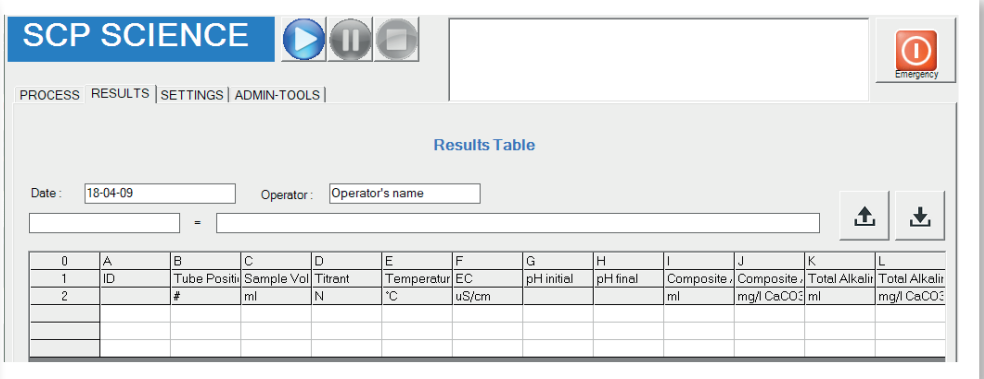 SCP SCIENCE
Emergency
PROCESS RESULTS SETTINGS ADMIN-TOOLS
Results Table
Date : 18-04-09 Operator : Operator's name
=
0 A B C D E F G H I J K L
1 ID Tube Positi Sample Vol Titrant Temperatur EC pH initial pH final Composite Composite Total Alkalir Total Alkalir
2 # ml N °C uS/cm ml mg/l CaCO3 ml mg/l CaCO3